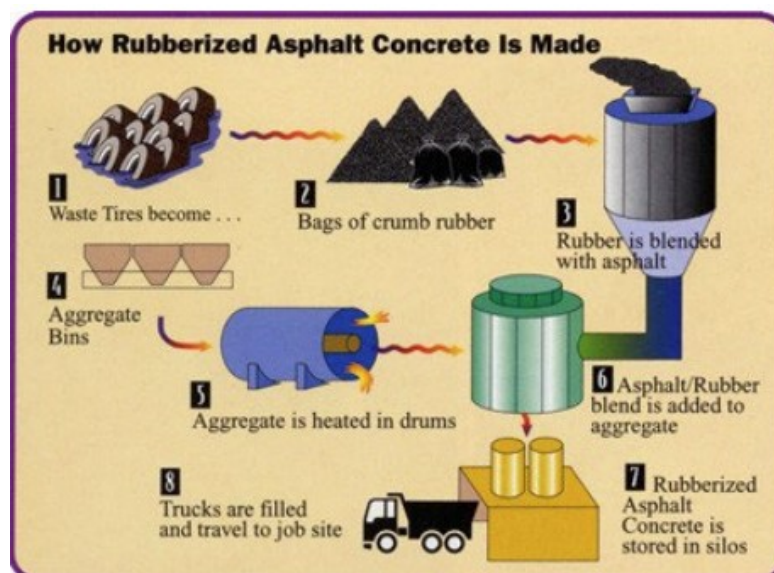 How Rubberized Asphalt Concrete Is Made
1
Waste Tires become . . .
2
Bags of crumb rubber
3
Rubber is blended
with asphalt
4
Aggregate
Bins
5
Aggregate is heated in drums
6 Asphalt/Rubber
blend is added to
aggregate
7 Rubberized
Asphalt
Concrete is
stored in silos
8
Trucks are filled
and travel to job site